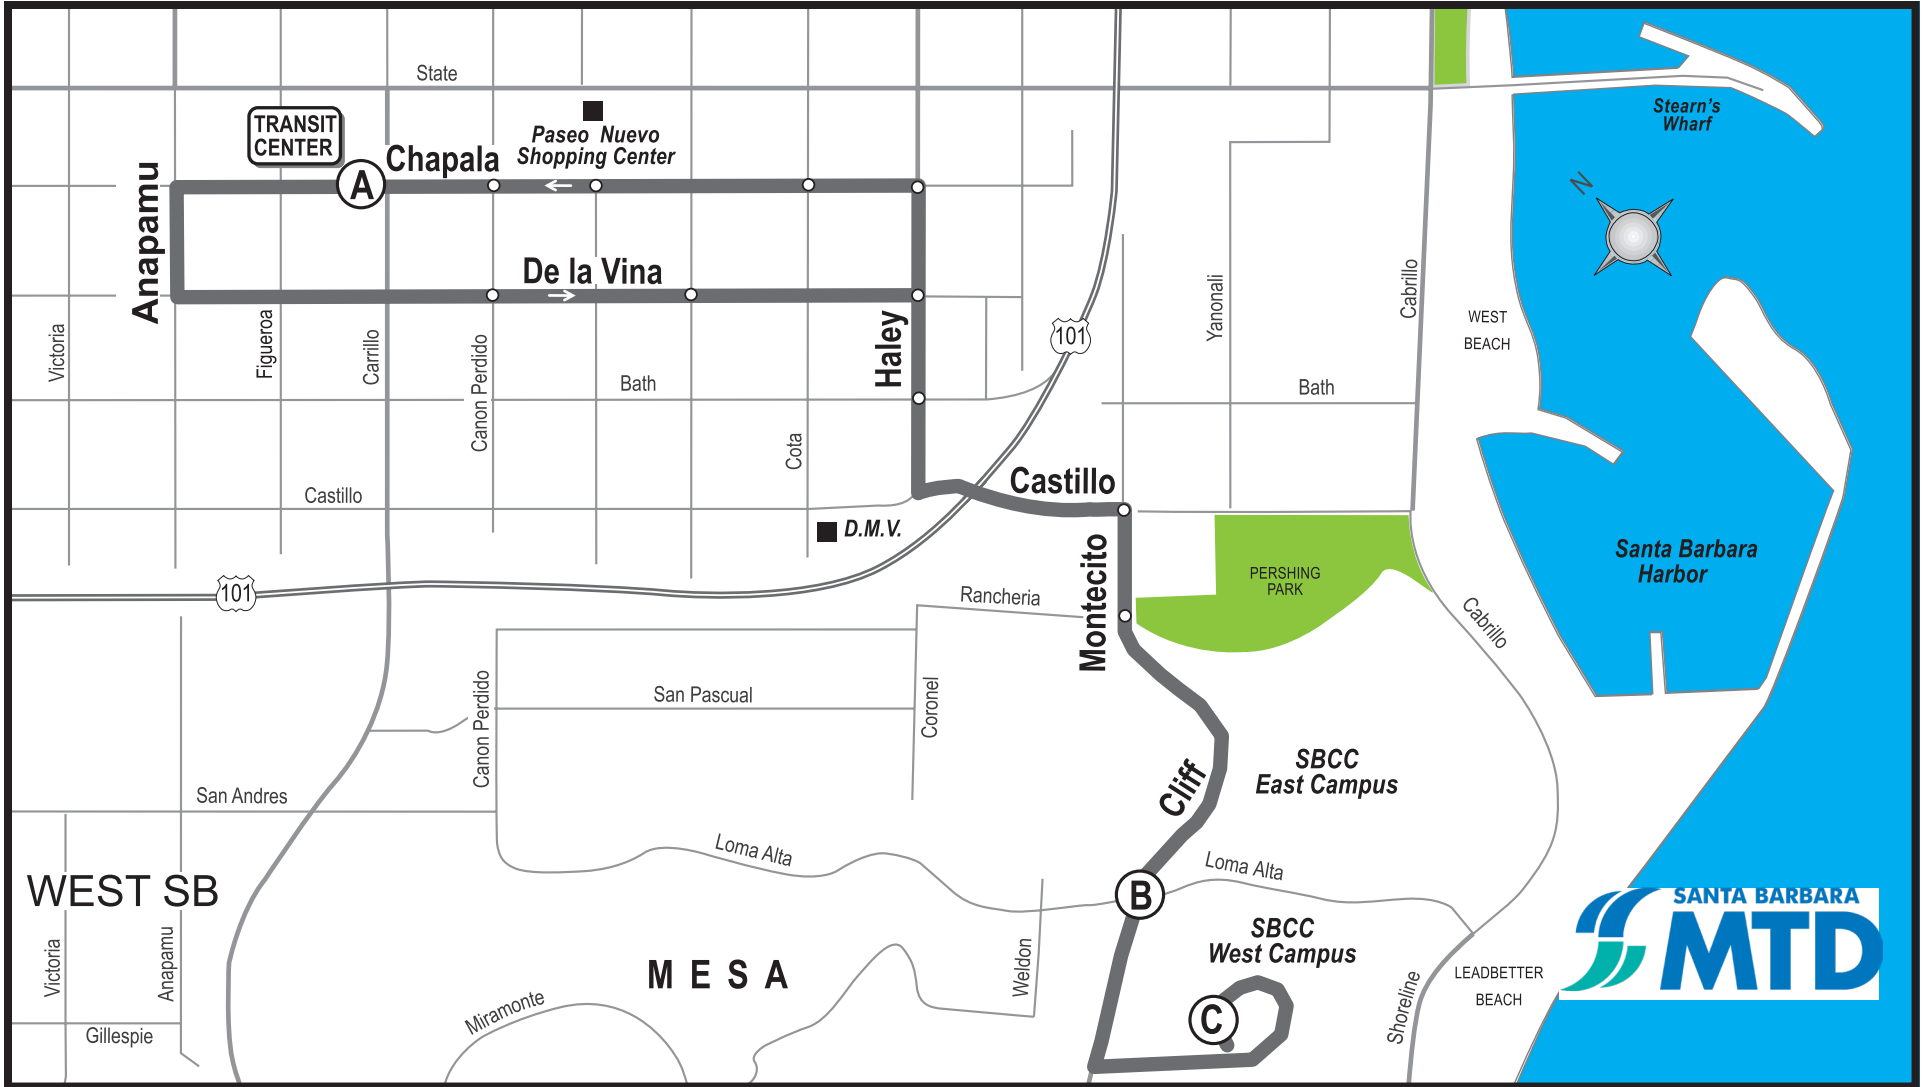 State
TRANSIT
CENTER
A
Chapala
Paseo Nuevo
Shopping Center
Stearn's
Wharf
N
Anapamu
De la Vina
Haley
101
Yanonali
Cabrillo
WEST
BEACH
Victoria
Figueroa
Carrillo
Canon Perdido
Bath
Bath
Cota
Castillo
Castillo
D.M.V.
Montecito
PERSHING
PARK
Santa Barbara
Harbor
101
Rancheria
Cabrillo
San Pascual
Canon Perdido
Coronel
Cliff
SBCC
East Campus
San Andres
Loma Alta
Loma Alta
WEST SB
B
SANTA BARBARA
MTD
SBCC
West Campus
Victoria
Anapamu
MESA
Weldon
LEADBETTER
BEACH
Miramonte
C
Shoreline
Gillespie